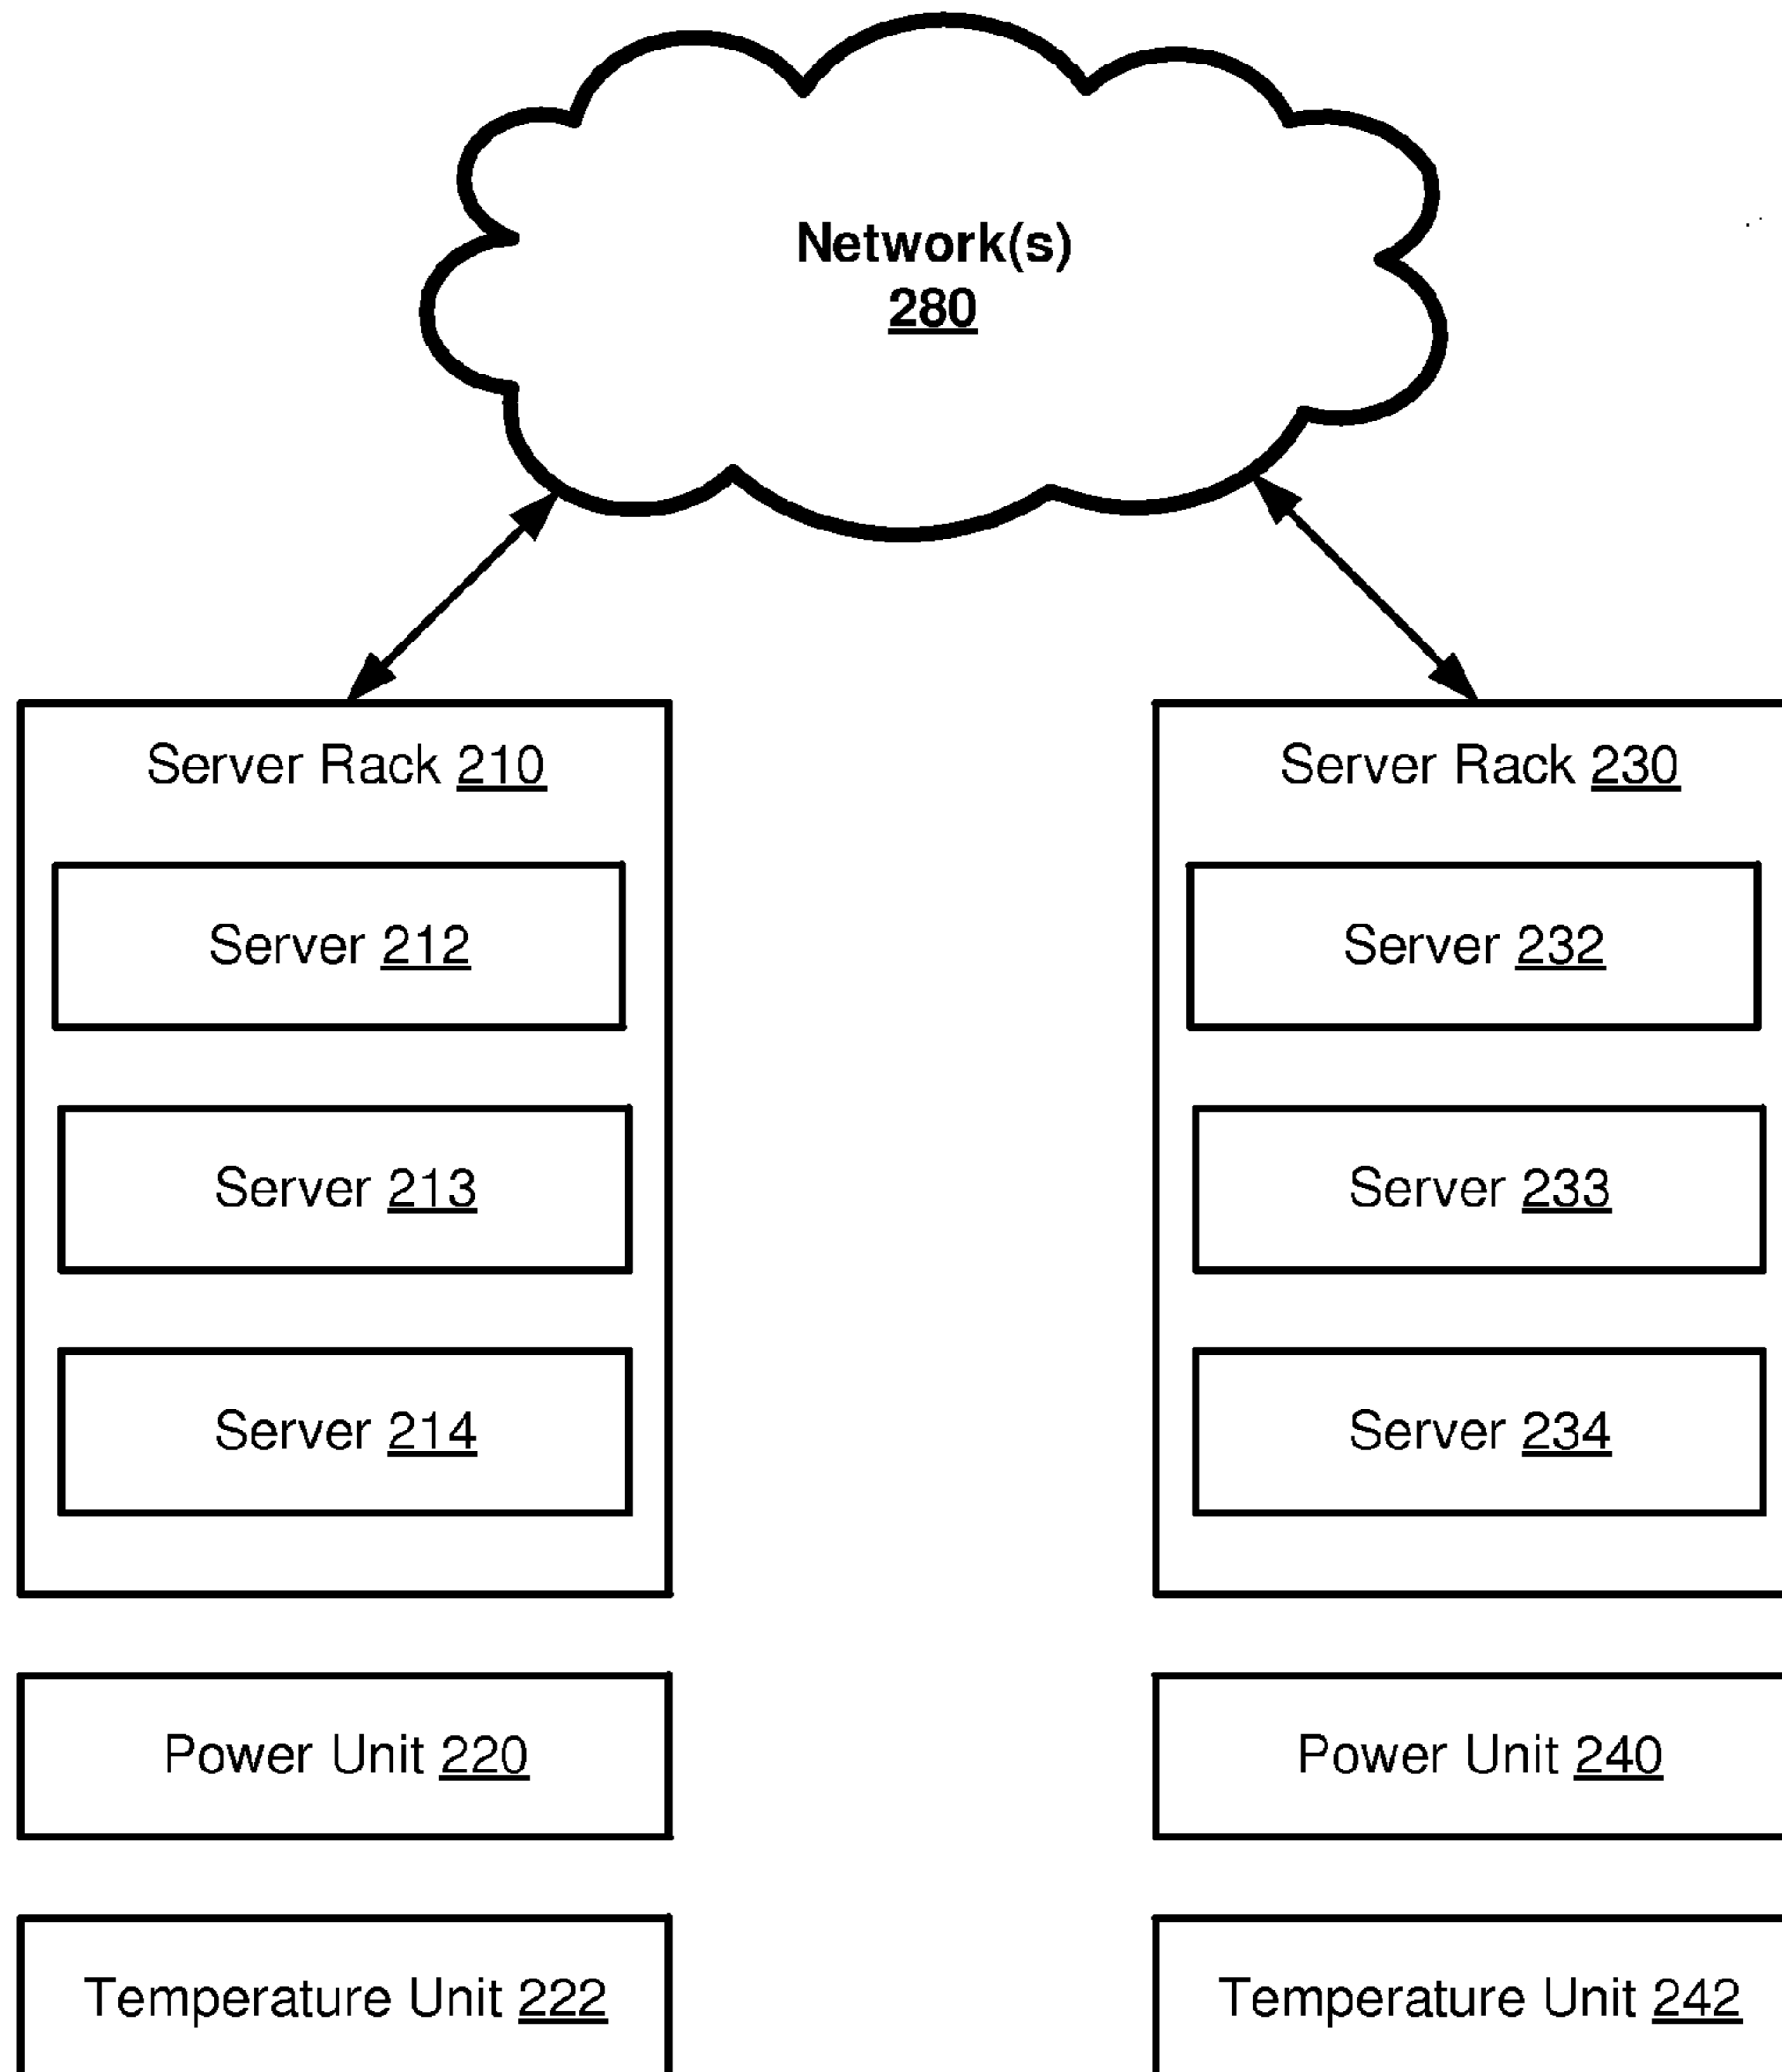 Network(s)
280
Server Rack 210
Server 212
Server 213
Server 214
Power Unit 220
Temperature Unit 222
Server Rack 230
Server 232
Server 233
Server 234
Power Unit 240
Temperature Unit 242